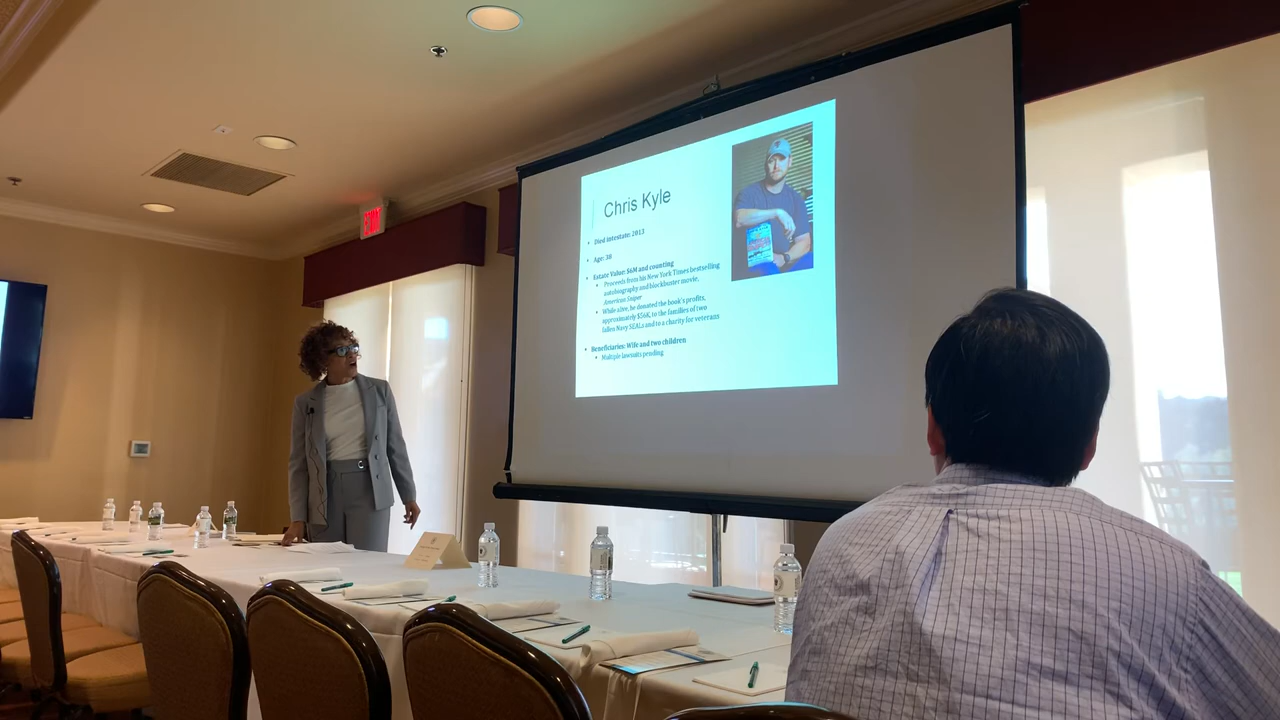 EXIT
Chris Kyle
Died Intestate: 2013
Age: 38
Estate Value: $6M and counting
Proceeds from his New York Times bestselling
autobiography and blockbuster movie,
American Sniper
While alive, he donated the book's profits,
approximately $56K, to the families of two
fallen Navy SEALs and to a charity for veterans
Beneficiaries: Wife and two children
Multiple lawsuits pending